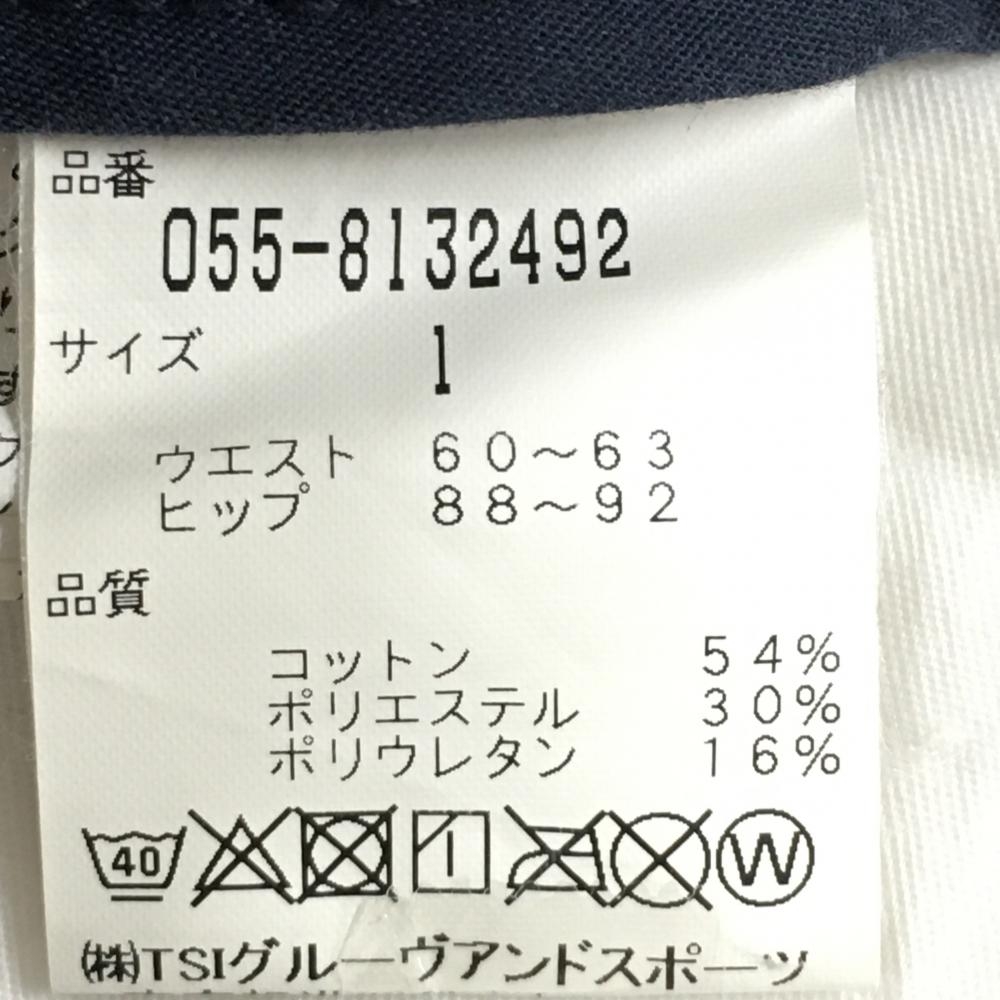 品番
055-8132492
サイズ 1
ウエスト 60～63
ヒップ 88～92
品質
コットン 54%
ポリエステル 30%
ポリウレタン 16%
40 W
㈱TSIグルーヴアンドスポーツ